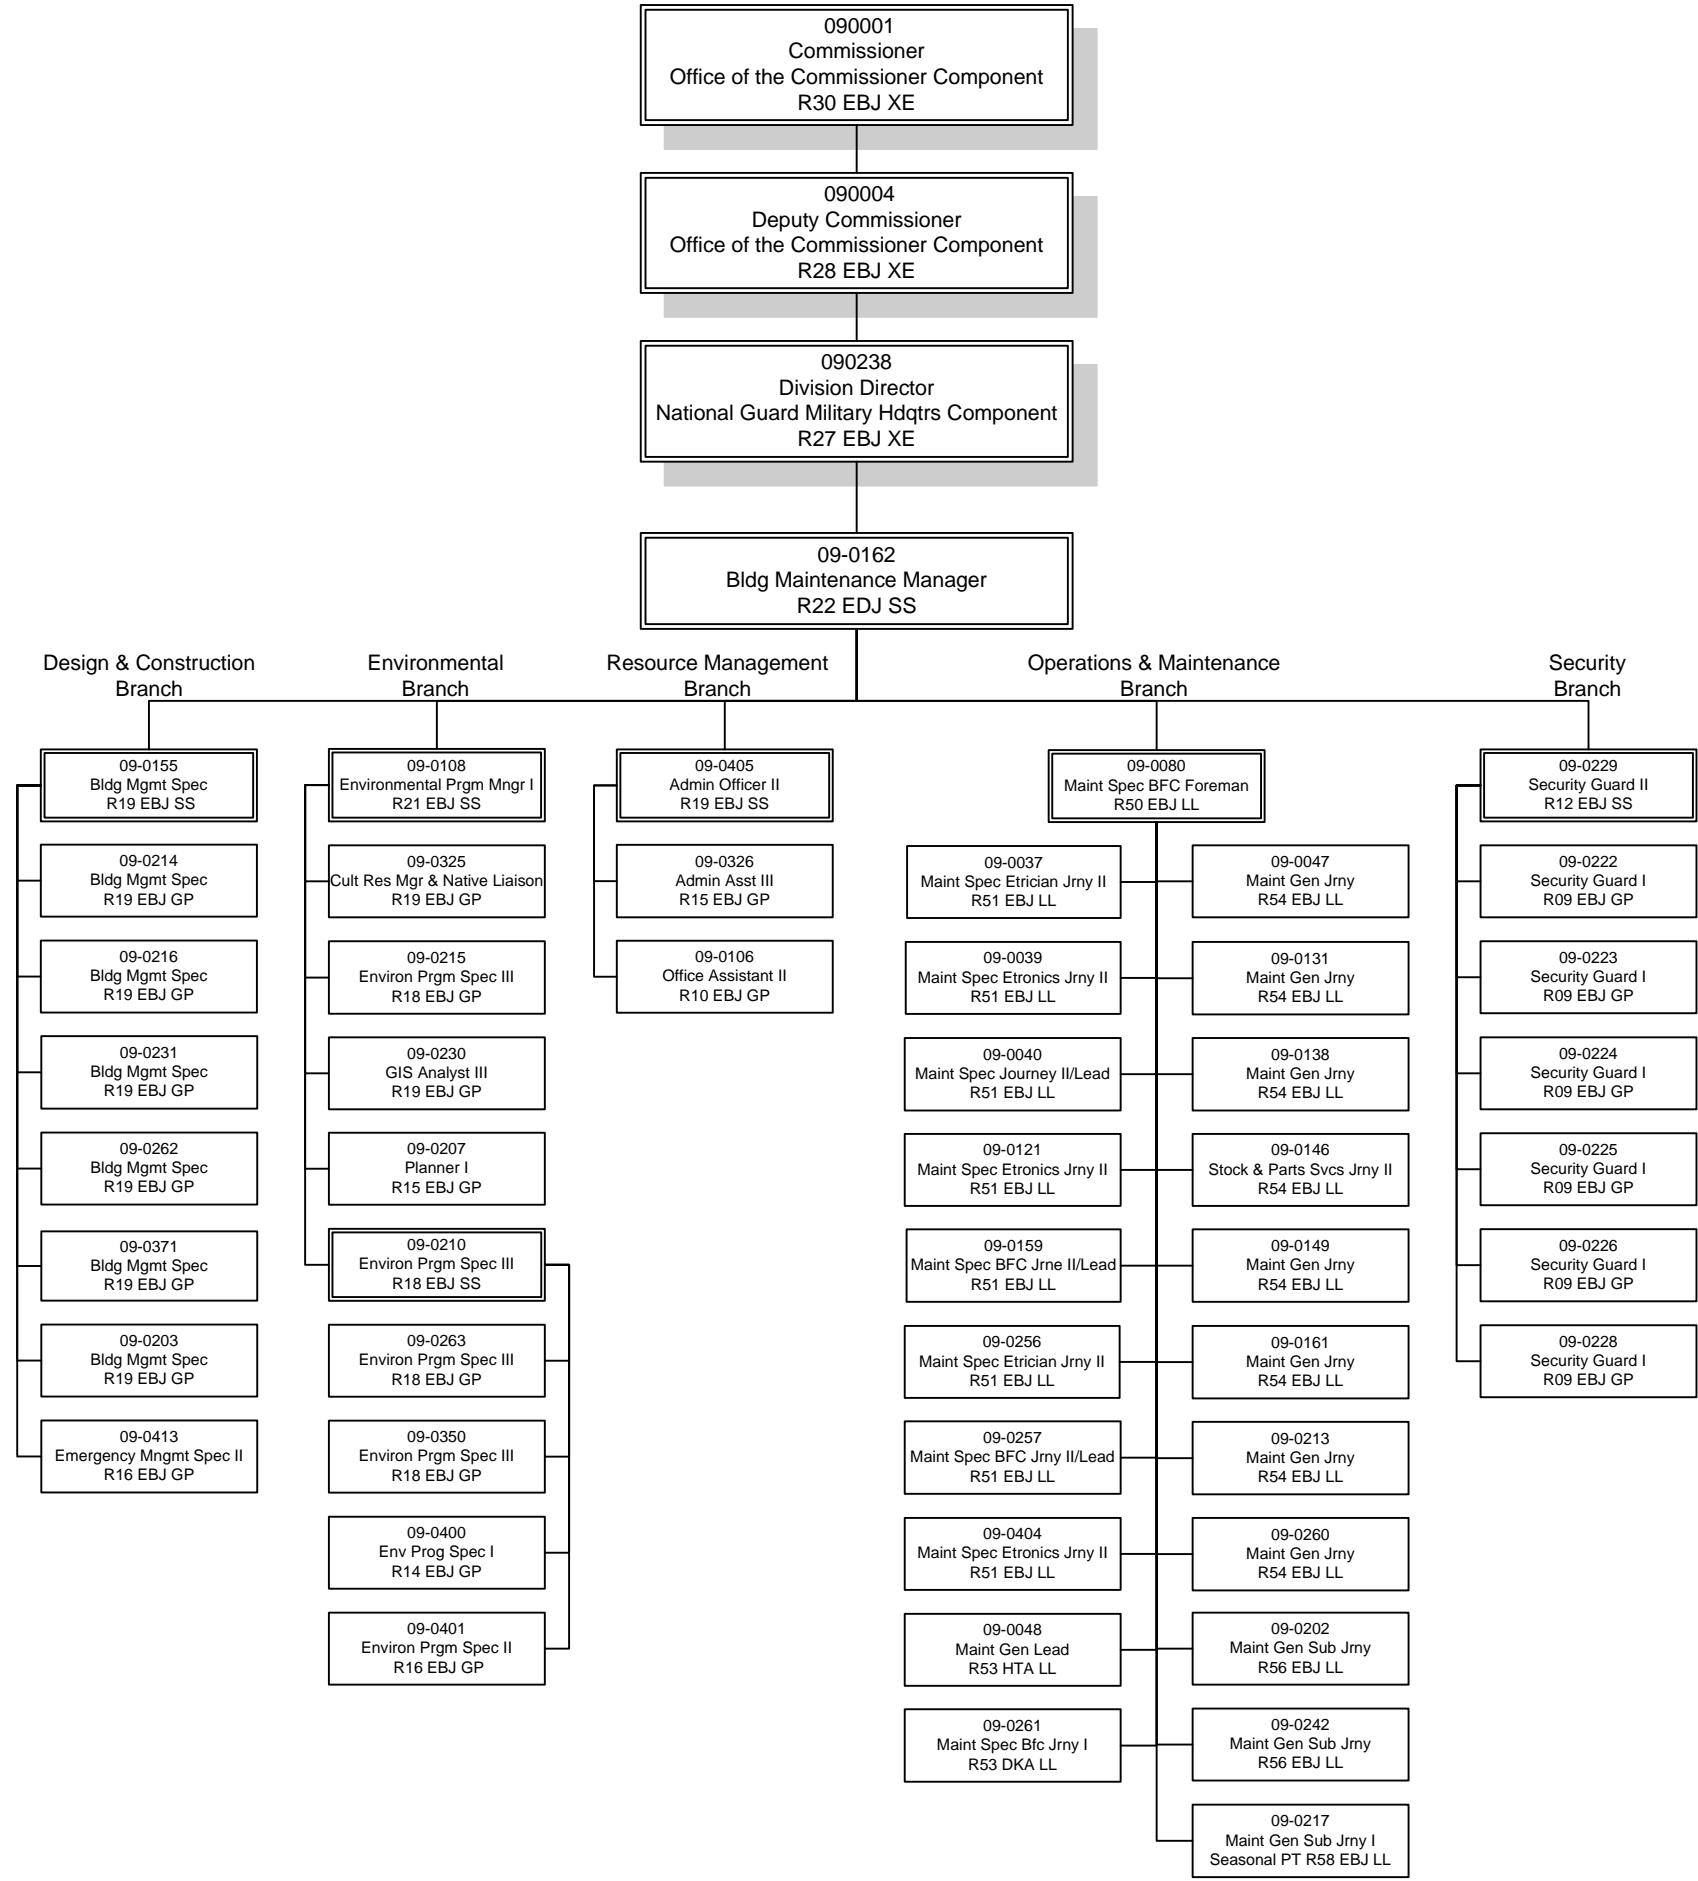 090001
Commissioner
Office of the Commissioner Component
R30 EBJ XE
090004
Deputy Commissioner
Office of the Commissioner Component
R28 EBJ XE
090238
Division Director
National Guard Military Hdqtrs Component
R27 EBJ XE
09-0162
Bldg Maintenance Manager
R22 EDJ SS
Design & Construction
Branch
09-0155
Bldg Mgmt Spec
R19 EBJ SS
09-0214
Bldg Mgmt Spec
R19 EBJ GP
09-0216
Bldg Mgmt Spec
R19 EBJ GP
09-0231
Bldg Mgmt Spec
R19 EBJ GP
09-0262
Bldg Mgmt Spec
R19 EBJ GP
09-0371
Bldg Mgmt Spec
R19 EBJ GP
09-0203
Bldg Mgmt Spec
R19 EBJ GP
09-0413
Emergency Mngmt Spec II
R16 EBJ GP
Environmental
Branch
09-0108
Environmental Prgm Mngr I
R21 EBJ SS
09-0325
Cult Res Mgr & Native Liaison
R19 EBJ GP
09-0215
Environ Prgm Spec III
R18 EBJ GP
09-0230
GIS Analyst III
R19 EBJ GP
09-0207
Planner I
R15 EBJ GP
09-0210
Environ Prgm Spec III
R18 EBJ SS
09-0263
Environ Prgm Spec III
R18 EBJ GP
09-0350
Environ Prgm Spec III
R18 EBJ GP
09-0400
Env Prog Spec I
R14 EBJ GP
09-0401
Environ Prgm Spec II
R16 EBJ GP
Resource Management
Branch
09-0405
Admin Officer II
R19 EBJ SS
09-0326
Admin Asst III
R15 EBJ GP
09-0106
Office Assistant II
R10 EBJ GP
Operations & Maintenance
Branch
09-0080
Maint Spec BFC Foreman
R50 EBJ LL
09-0037
Maint Spec Etrician Jrny II
R51 EBJ LL
09-0039
Maint Spec Etronics Jrny II
R51 EBJ LL
09-0040
Maint Spec Journey II/Lead
R51 EBJ LL
09-0121
Maint Spec Etronics Jrny II
R51 EBJ LL
09-0159
Maint Spec BFC Jrne II/Lead
R51 EBJ LL
09-0256
Maint Spec Etrician Jrny II
R51 EBJ LL
09-0257
Maint Spec BFC Jrny II/Lead
R51 EBJ LL
09-0404
Maint Spec Etronics Jrny II
R51 EBJ LL
09-0048
Maint Gen Lead
R53 HTA LL
09-0261
Maint Spec Bfc Jrny I
R53 DKA LL
09-0047
Maint Gen Jrny
R54 EBJ LL
09-0131
Maint Gen Jrny
R54 EBJ LL
09-0138
Maint Gen Jrny
R54 EBJ LL
09-0146
Stock & Parts Svcs Jrny II
R54 EBJ LL
09-0149
Maint Gen Jrny
R54 EBJ LL
09-0161
Maint Gen Jrny
R54 EBJ LL
09-0213
Maint Gen Jrny
R54 EBJ LL
09-0260
Maint Gen Jrny
R54 EBJ LL
09-0202
Maint Gen Sub Jrny
R56 EBJ LL
09-0242
Maint Gen Sub Jrny
R56 EBJ LL
09-0217
Maint Gen Sub Jrny I
Seasonal PT R58 EBJ LL
Security
Branch
09-0229
Security Guard II
R12 EBJ SS
09-0222
Security Guard I
R09 EBJ GP
09-0223
Security Guard I
R09 EBJ GP
09-0224
Security Guard I
R09 EBJ GP
09-0225
Security Guard I
R09 EBJ GP
09-0226
Security Guard I
R09 EBJ GP
09-0228
Security Guard I
R09 EBJ GP